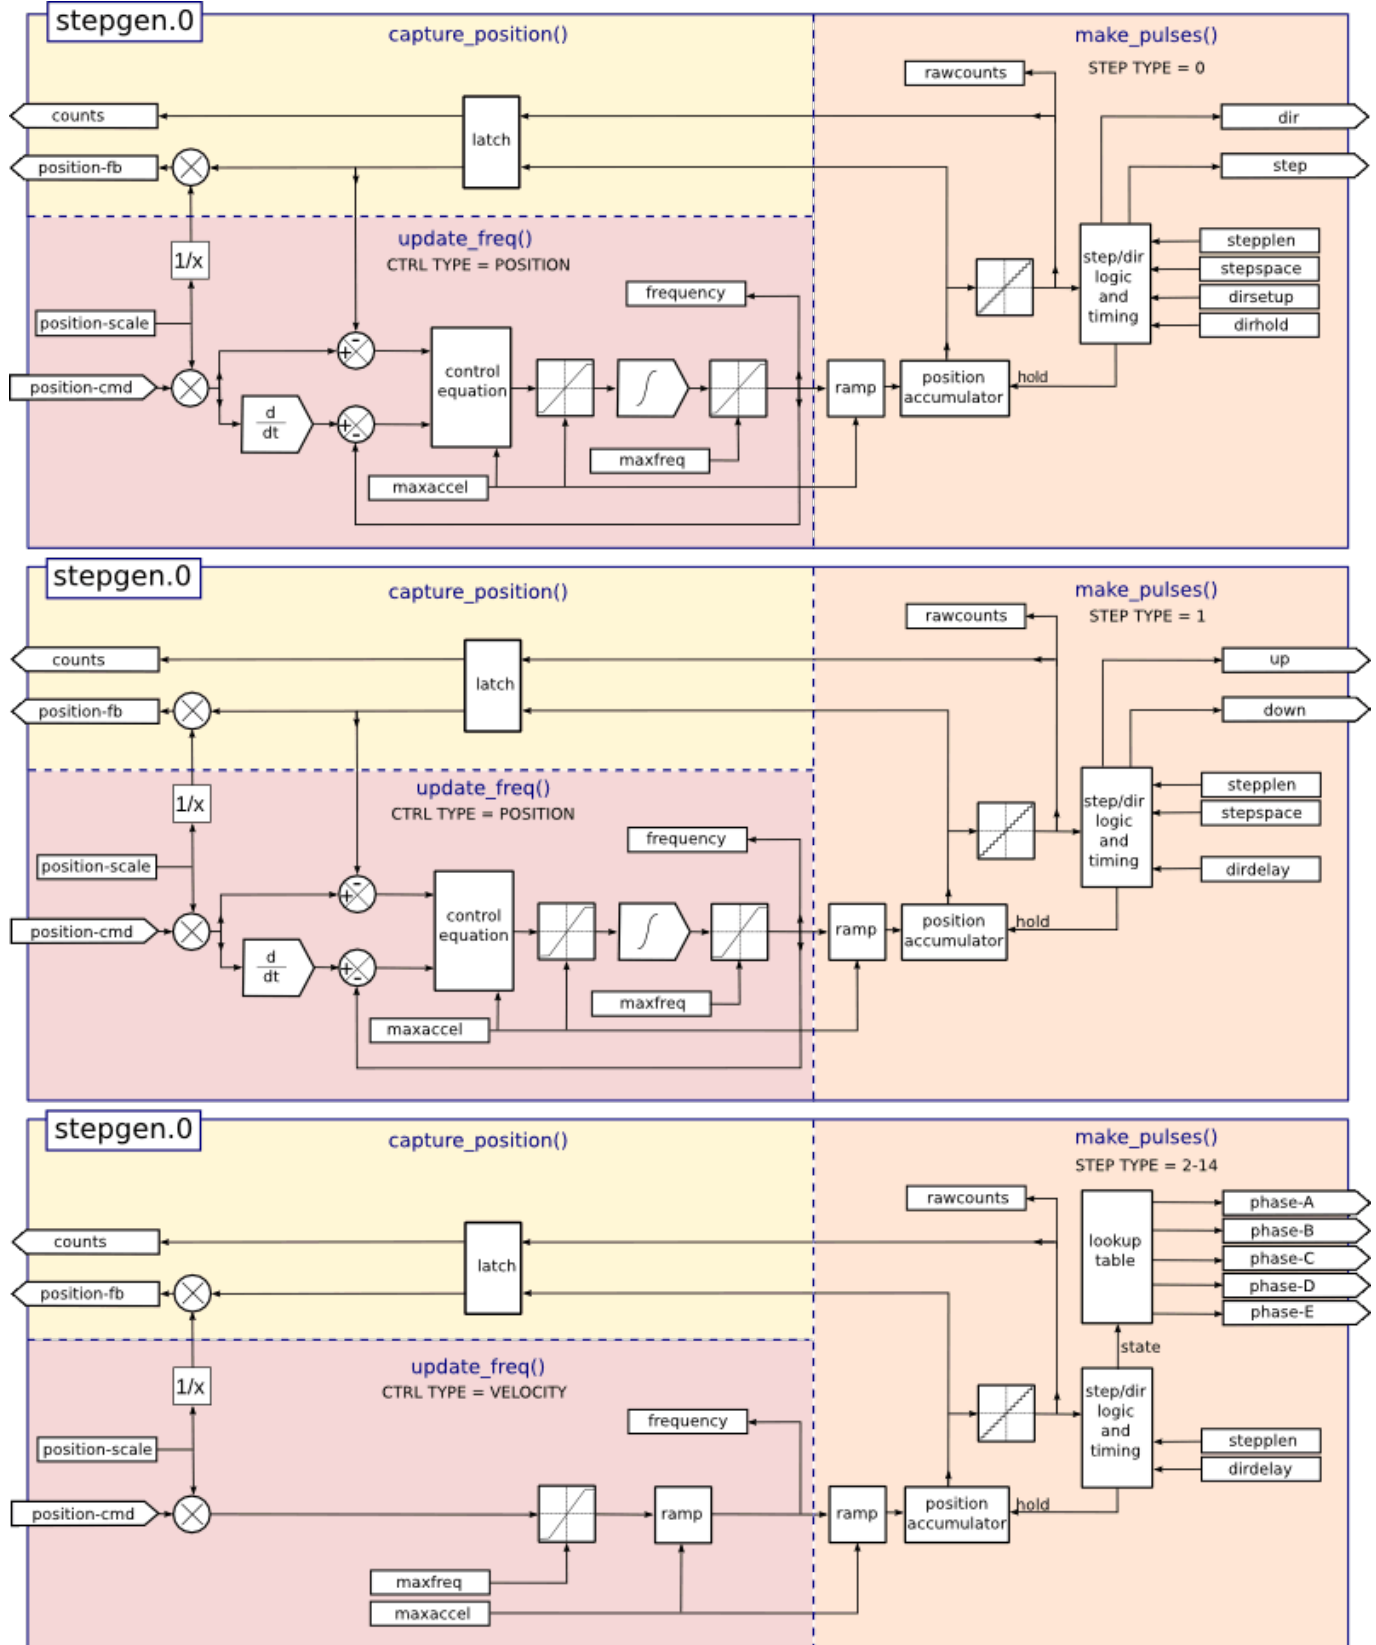 stepgen.0
capture_position()
make_pulses()
STEP TYPE = 0
rawcounts
counts
latch
dir
position-fb
step
update_freq()
CTRL TYPE = POSITION
1/x
frequency
step/dir
logic
and
timing
stepplen
stepspace
dirsetup
dirhold
position-scale
+
-
control
equation
position-cmd
ramp
position
accumulator
hold
d
dt
+
-
∫
maxfreq
maxaccel
stepgen.0
capture_position()
make_pulses()
STEP TYPE = 1
rawcounts
counts
latch
up
position-fb
down
update_freq()
CTRL TYPE = POSITION
1/x
frequency
step/dir
logic
and
timing
stepplen
stepspace
dirdelay
position-scale
+
-
control
equation
position-cmd
ramp
position
accumulator
hold
d
dt
+
-
∫
maxfreq
maxaccel
stepgen.0
capture_position()
make_pulses()
STEP TYPE = 2-14
rawcounts
lookup
table
phase-A
phase-B
phase-C
phase-D
phase-E
counts
latch
position-fb
state
update_freq()
CTRL TYPE = VELOCITY
1/x
frequency
step/dir
logic
and
timing
stepplen
dirdelay
position-scale
position-cmd
ramp
ramp
position
accumulator
hold
maxfreq
maxaccel